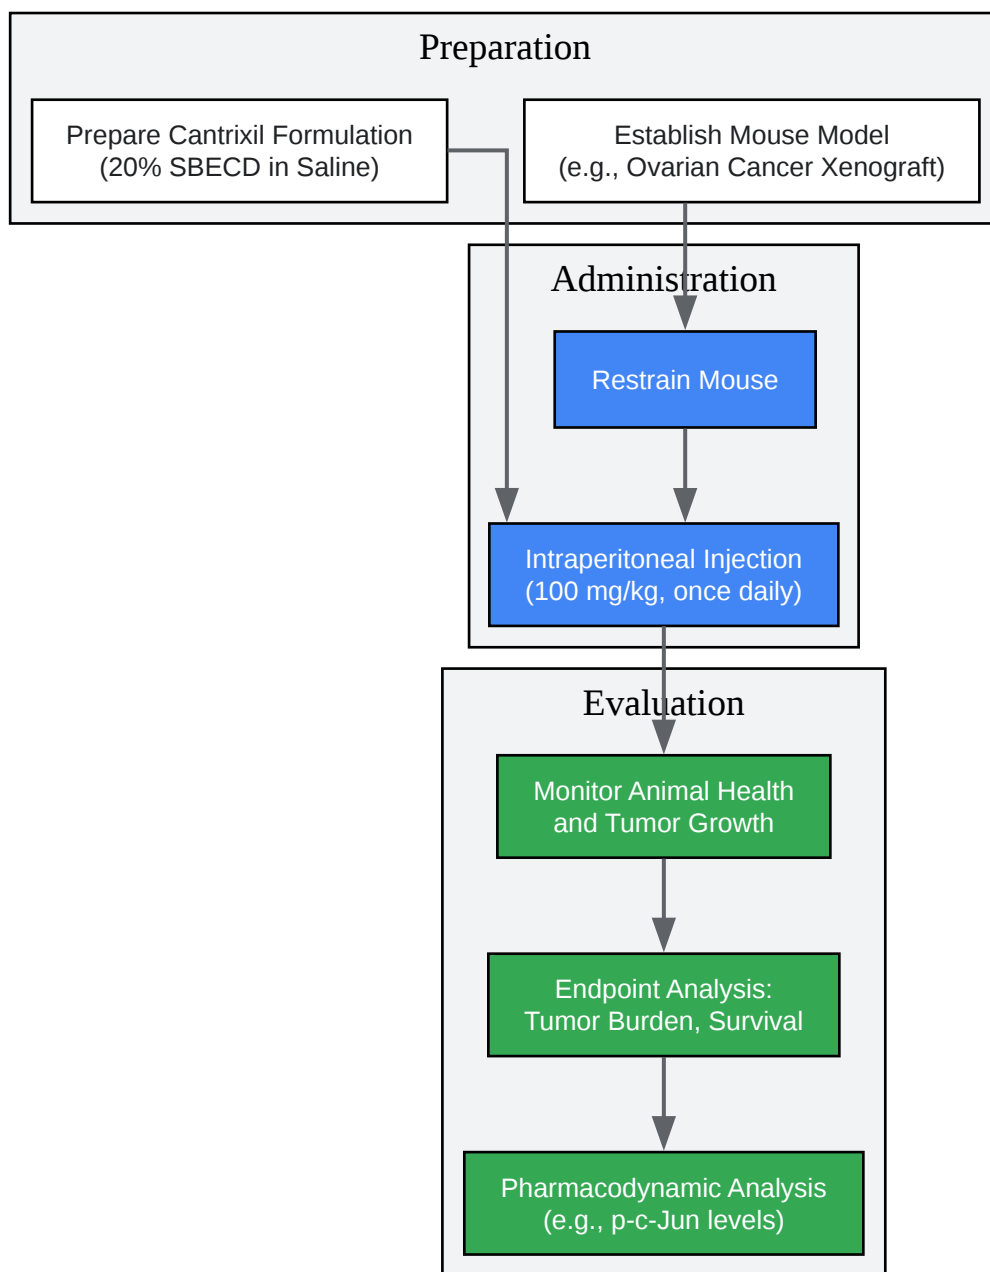 Preparation
Prepare Cantrixil Formulation
(20% SBECD in Saline)
Establish Mouse Model
(e.g., Ovarian Cancer Xenograft)
Administration
Restrain Mouse
Intraperitoneal Injection
(100 mg/kg, once daily)
Evaluation
Monitor Animal Health
and Tumor Growth
Endpoint Analysis:
Tumor Burden, Survival
Pharmacodynamic Analysis
(e.g., p-c-Jun levels)